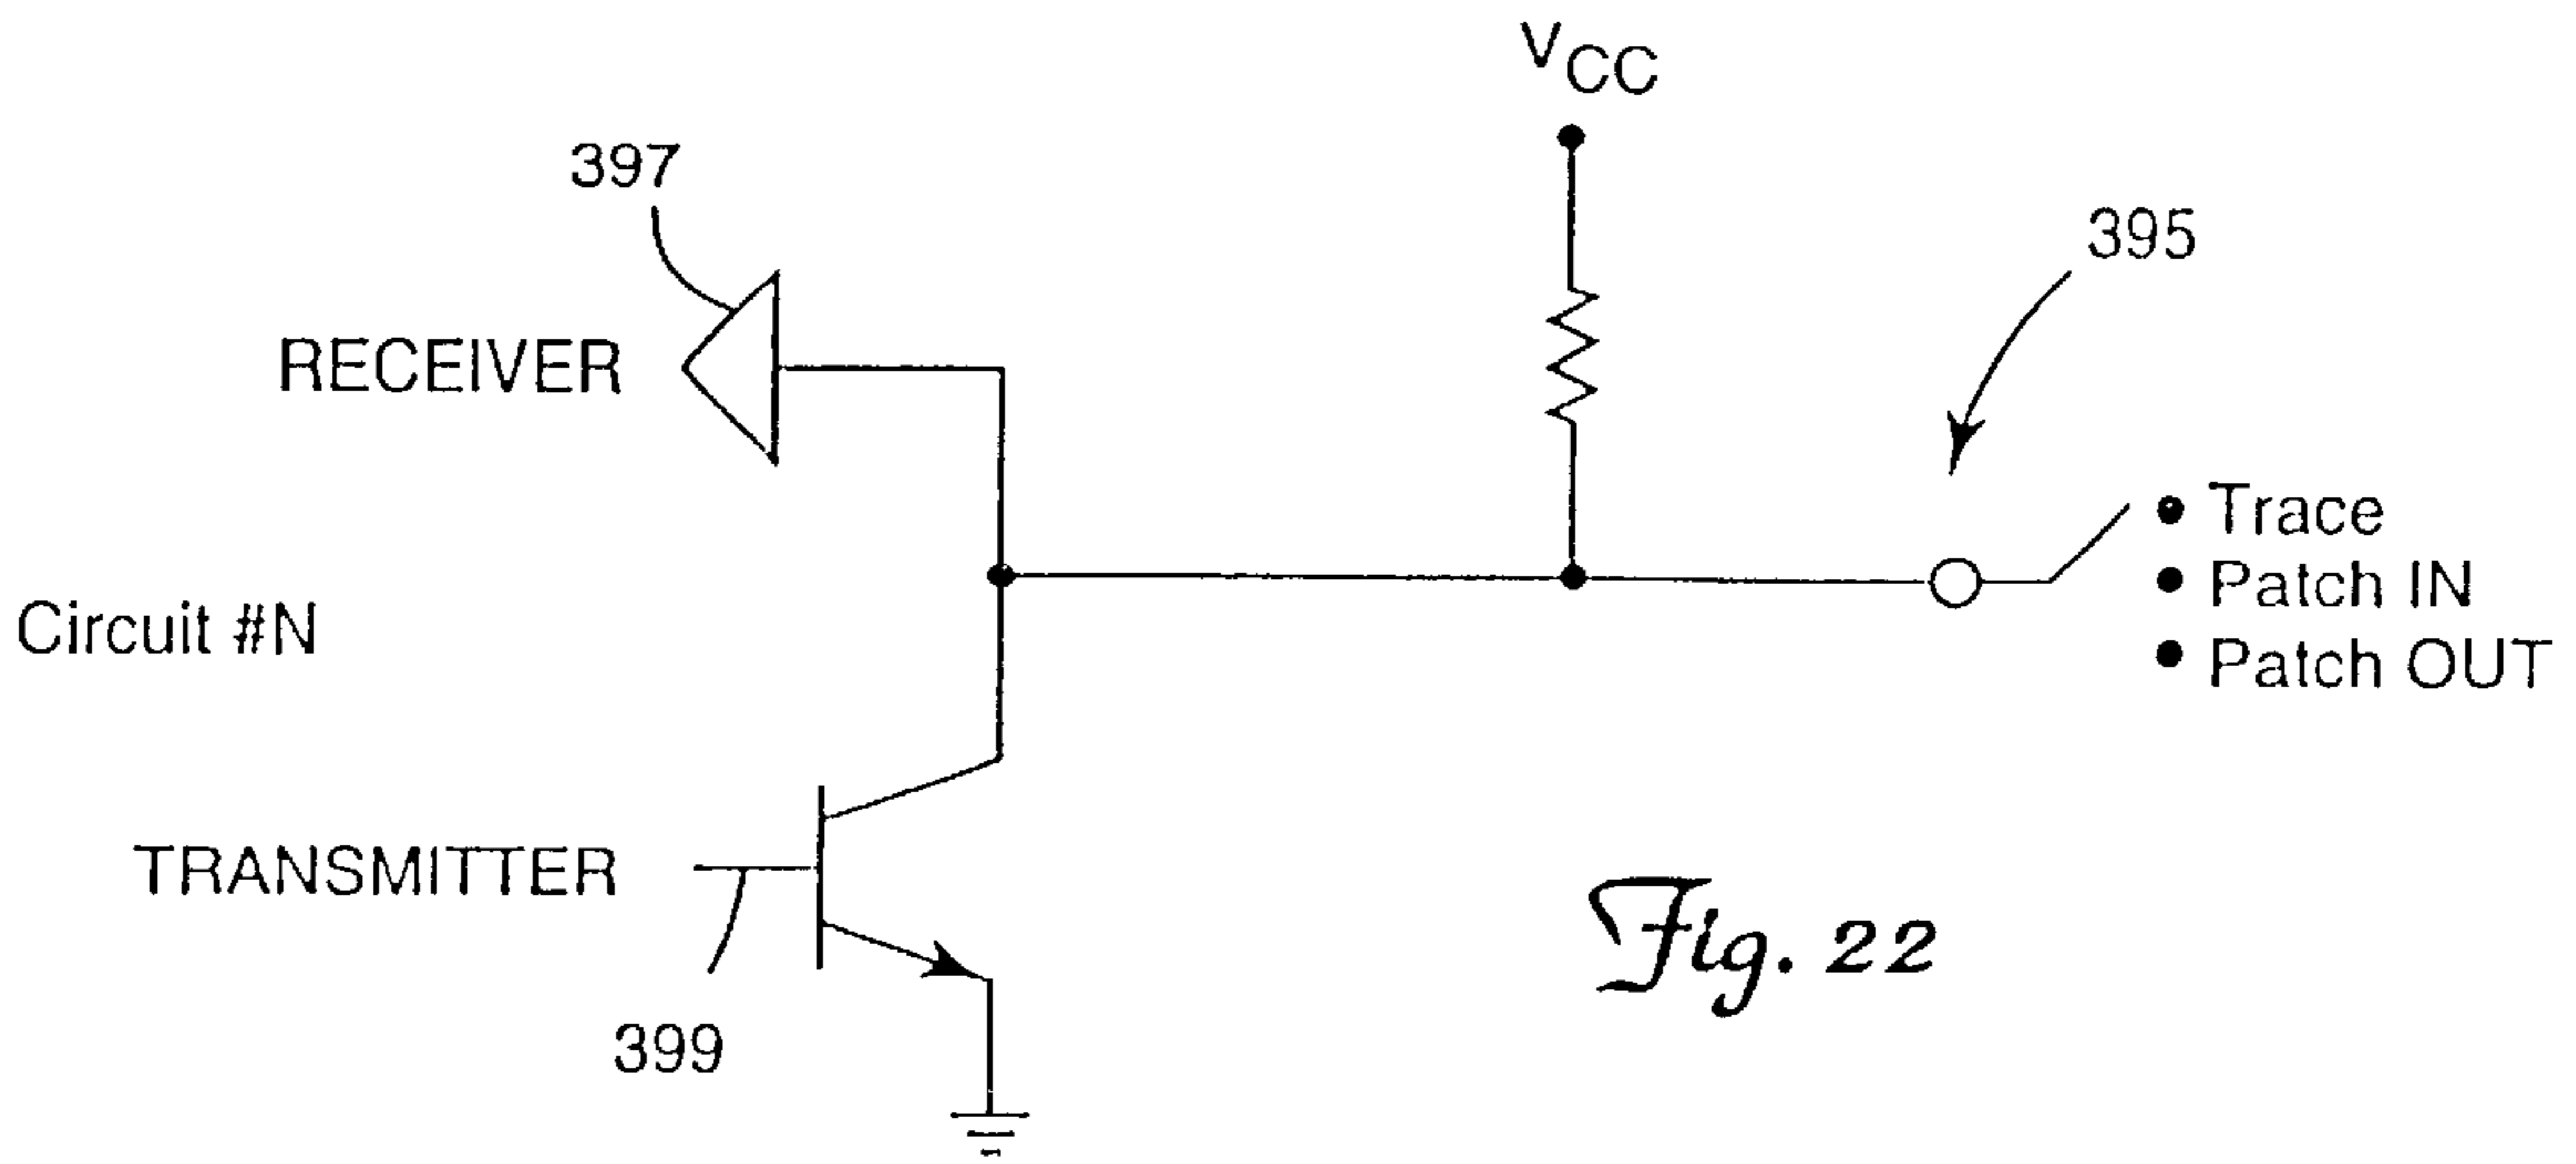 VCC
397
395
RECEIVER
Trace
Patch IN
Circuit #N
Patch OUT
TRANSMITTER
Fig. 22
399